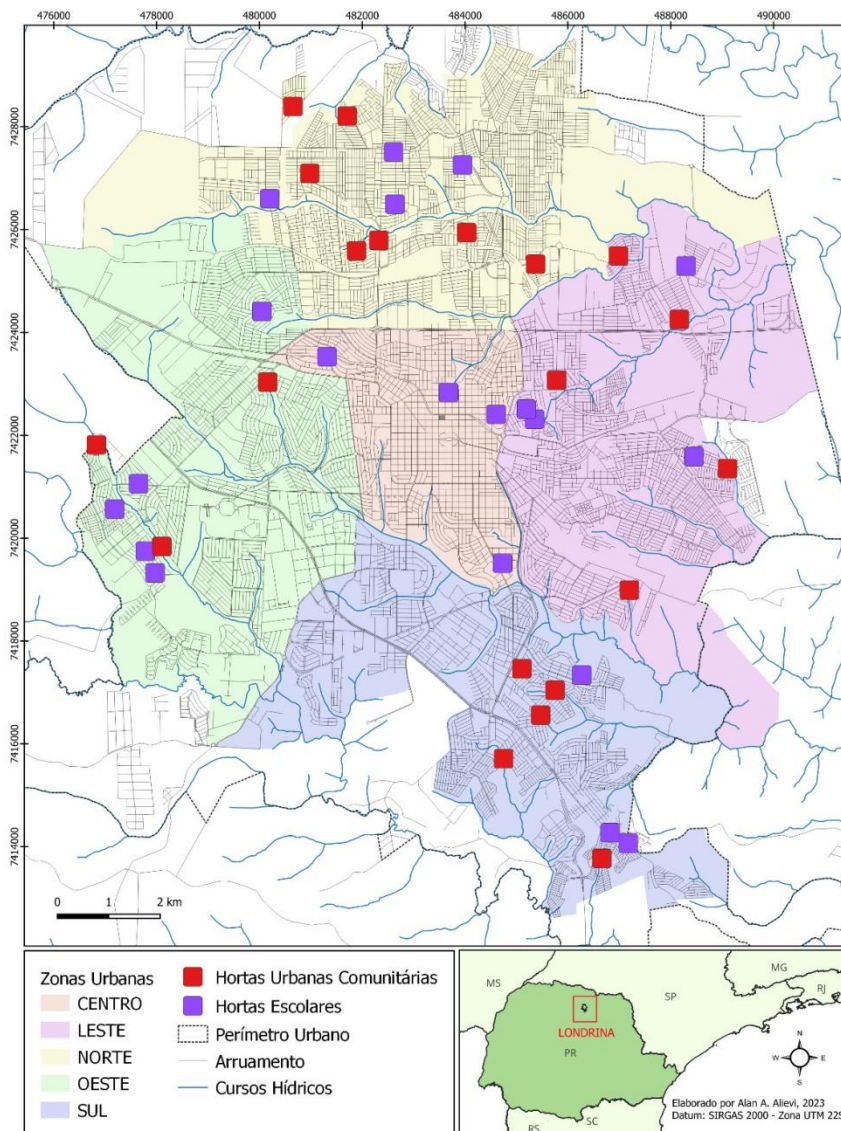 476000 478000 480000 482000 484000 486000 488000 490000
7428000
7426000
7424000
7422000
7420000
7418000
7416000
7414000
0 1 2 km
Zonas Urbanas
CENTRO
LESTE
NORTE
OESTE
SUL
Hortas Urbanas Comunitárias
Hortas Escolares
Perímetro Urbano
Arruamento
Cursos Hídricos
MS
SP
MG
RJ
LONDRINA
PR
N
W E
S
RS
SC
Elaborado por Alan A. Alievi, 2023
Datum: SIRGAS 2000 - Zona UTM 22S